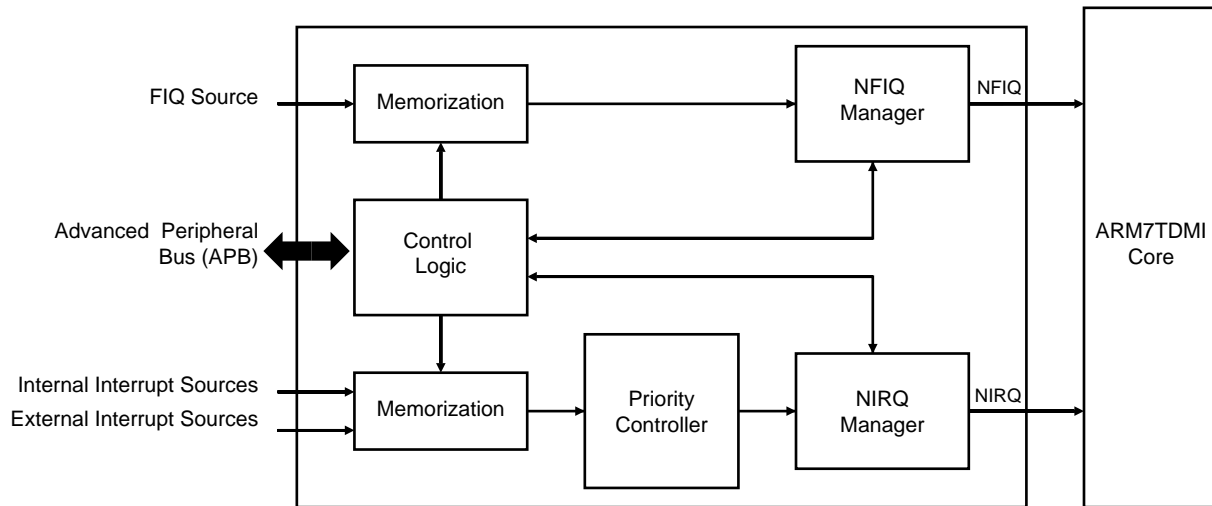 FIQ Source
Memorization
NFIQ
Manager
NFIQ
Advanced Peripheral
Bus (APB)
Control
Logic
ARM7TDMI
Core
Internal Interrupt Sources
External Interrupt Sources
Memorization
Priority
Controller
NIRQ
Manager
NIRQ